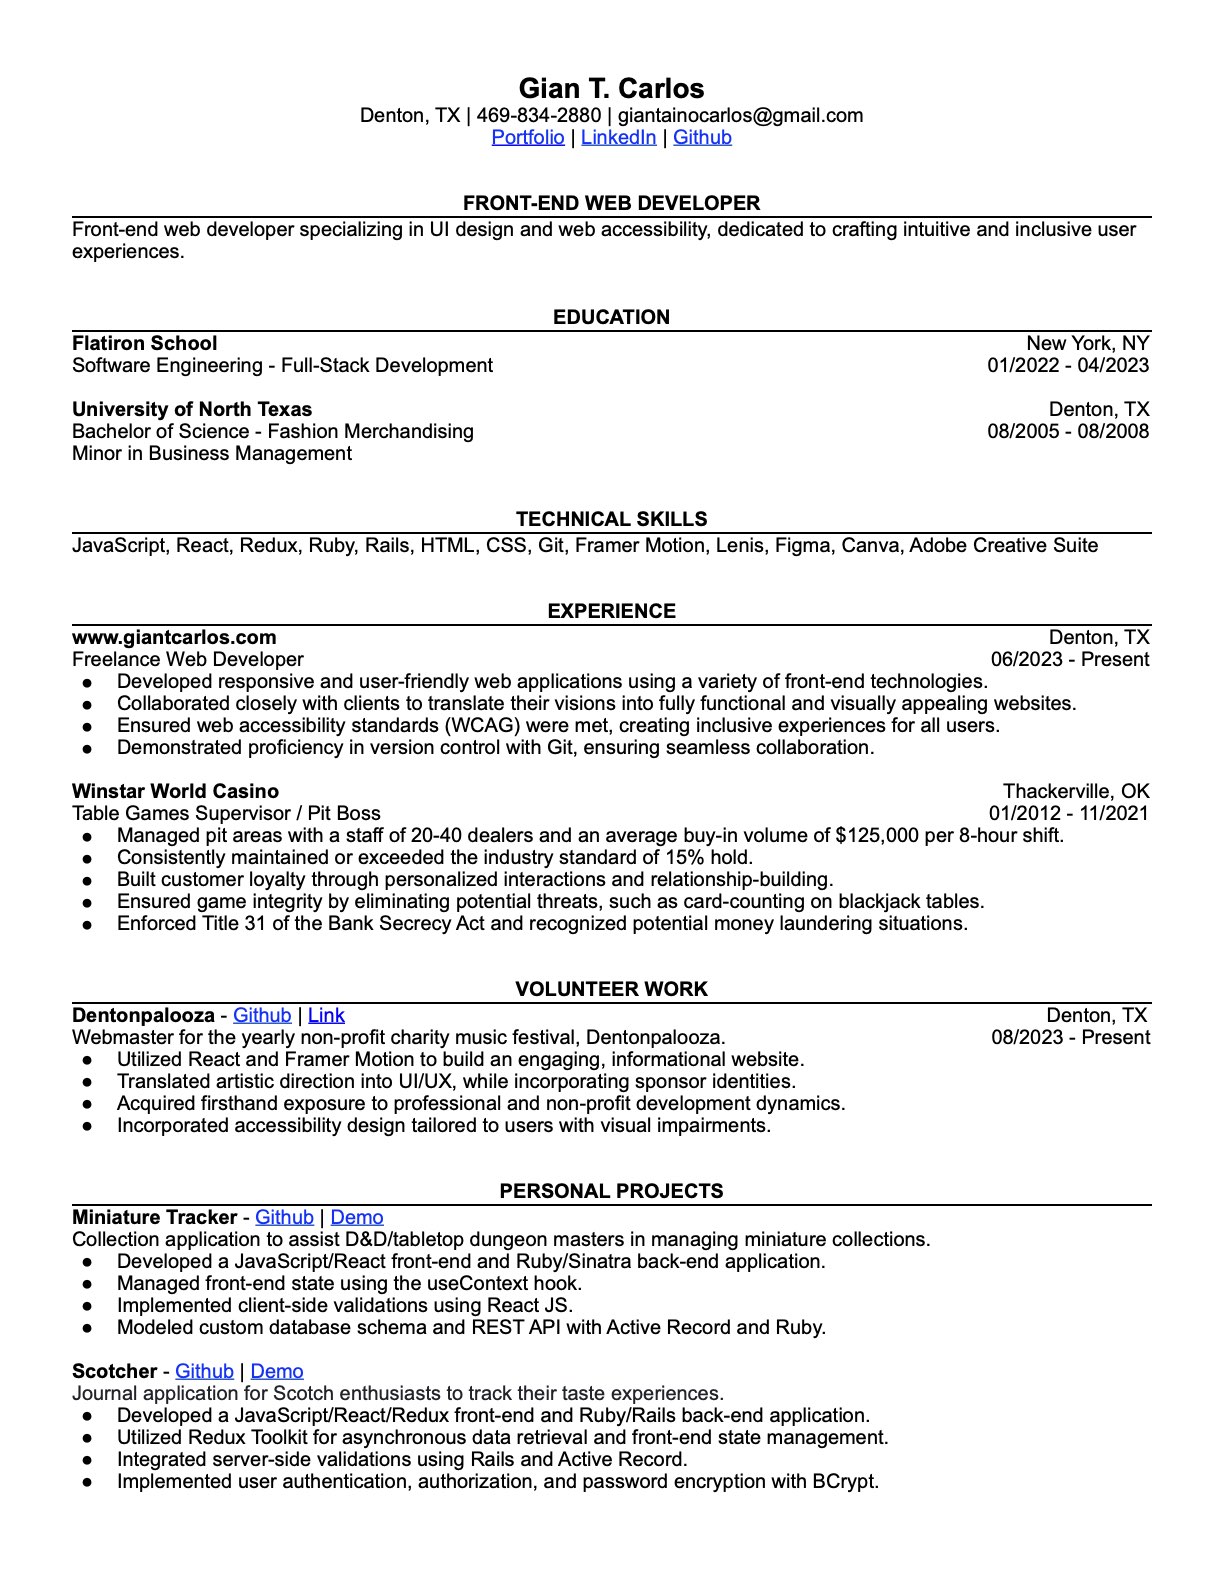 Gian T. Carlos
Denton, TX | 469-834-2880 | giantainocarlos@gmail.com
Portfolio | LinkedIn | Github
FRONT-END WEB DEVELOPER
Front-end web developer specializing in UI design and web accessibility, dedicated to crafting intuitive and inclusive user
experiences.
EDUCATION
Flatiron School New York, NY
Software Engineering - Full-Stack Development 01/2022 - 04/2023
University of North Texas Denton, TX
Bachelor of Science - Fashion Merchandising 08/2005 - 08/2008
Minor in Business Management
TECHNICAL SKILLS
JavaScript, React, Redux, Ruby, Rails, HTML, CSS, Git, Framer Motion, Lenis, Figma, Canva, Adobe Creative Suite
EXPERIENCE
www.giantcarlos.com Denton, TX
Freelance Web Developer 06/2023 - Present
● Developed responsive and user-friendly web applications using a variety of front-end technologies.
● Collaborated closely with clients to translate their visions into fully functional and visually appealing websites.
● Ensured web accessibility standards (WCAG) were met, creating inclusive experiences for all users.
● Demonstrated proficiency in version control with Git, ensuring seamless collaboration.
Winstar World Casino Thackerville, OK
Table Games Supervisor / Pit Boss 01/2012 - 11/2021
● Managed pit areas with a staff of 20-40 dealers and an average buy-in volume of $125,000 per 8-hour shift.
● Consistently maintained or exceeded the industry standard of 15% hold.
● Built customer loyalty through personalized interactions and relationship-building.
● Ensured game integrity by eliminating potential threats, such as card-counting on blackjack tables.
● Enforced Title 31 of the Bank Secrecy Act and recognized potential money laundering situations.
VOLUNTEER WORK
Dentonpalooza - Github | Link Denton, TX
Webmaster for the yearly non-profit charity music festival, Dentonpalooza. 08/2023 - Present
● Utilized React and Framer Motion to build an engaging, informational website.
● Translated artistic direction into UI/UX, while incorporating sponsor identities.
● Acquired firsthand exposure to professional and non-profit development dynamics.
● Incorporated accessibility design tailored to users with visual impairments.
PERSONAL PROJECTS
Miniature Tracker - Github | Demo
Collection application to assist D&D/tabletop dungeon masters in managing miniature collections.
● Developed a JavaScript/React front-end and Ruby/Sinatra back-end application.
● Managed front-end state using the useContext hook.
● Implemented client-side validations using React JS.
● Modeled custom database schema and REST API with Active Record and Ruby.
Scotcher - Github | Demo
Journal application for Scotch enthusiasts to track their taste experiences.
● Developed a JavaScript/React/Redux front-end and Ruby/Rails back-end application.
● Utilized Redux Toolkit for asynchronous data retrieval and front-end state management.
● Integrated server-side validations using Rails and Active Record.
● Implemented user authentication, authorization, and password encryption with BCrypt.